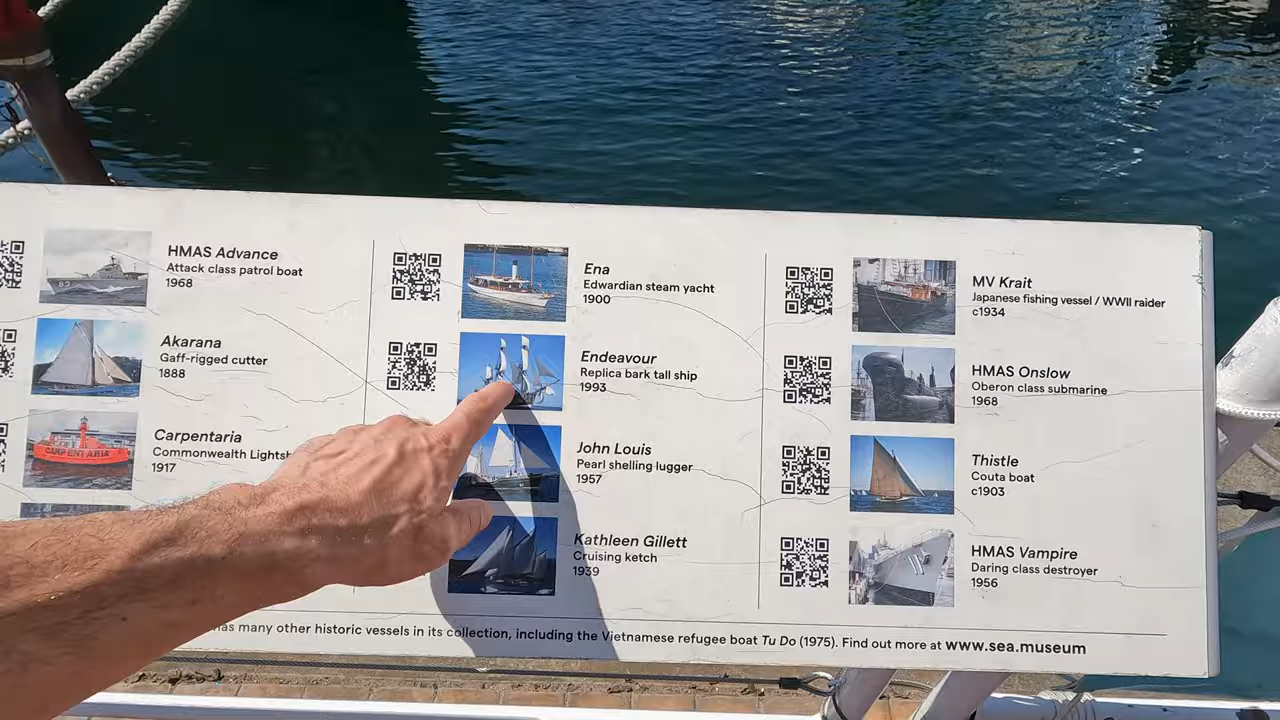 HMAS Advance
Attack class patrol boat
1968
Akarana
Gaff-rigged cutter
1888
Carpentaria
Commonwealth
1917
Ena
Edwardian steam yacht
1900
Endeavour
Replica bark tall ship
1993
John Louis
Pearl shelling lugger
1957
Kathleen Gillett
Cruising ketch
1939
MV Krait
Japanese fishing vessel / WWII raider
c1934
HMAS Onslow
Oberon class submarine
1968
Thistle
Couta boat
c1903
HMAS Vampire
Daring class destroyer
1956
has many other historic vessels in its collection, including the Vietnamese refugee boat Tu Do (1975). Find out more at www.sea.museum
83
CARPENTARIA
11